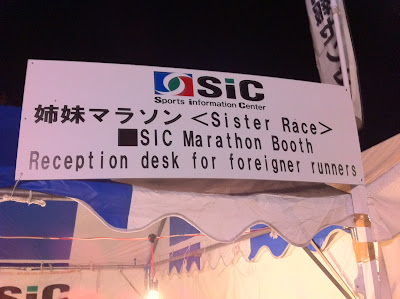 SiC
Sports information Center
姉妹マラソン <Sister Race>
■SIC Marathon Booth
Reception desk for foreigner runners
SiC